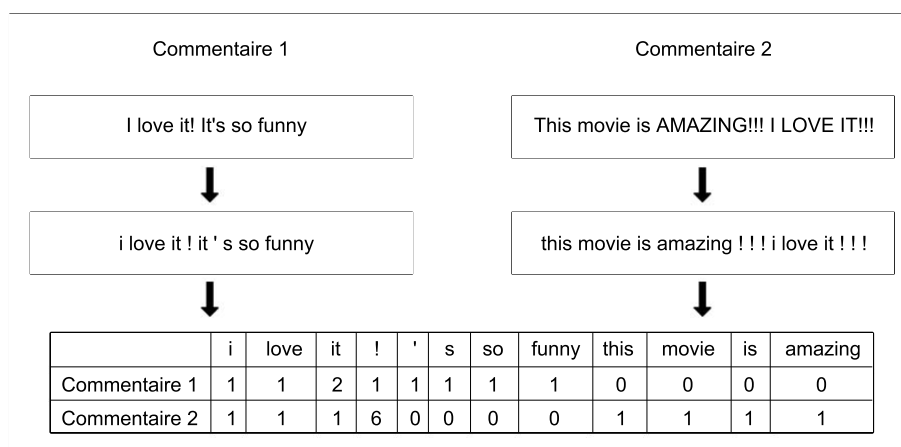 Commentaire 1
Commentaire 2
I love it! It's so funny
This movie is AMAZING!!! I LOVE IT!!!
i love it ! it ' s so funny
this movie is amazing ! ! ! i love it ! ! !
i love it ! ' s so funny this movie is amazing
Commentaire 1 1 1 2 1 1 1 1 1 0 0 0 0
Commentaire 2 1 1 1 6 0 0 0 0 1 1 1 1